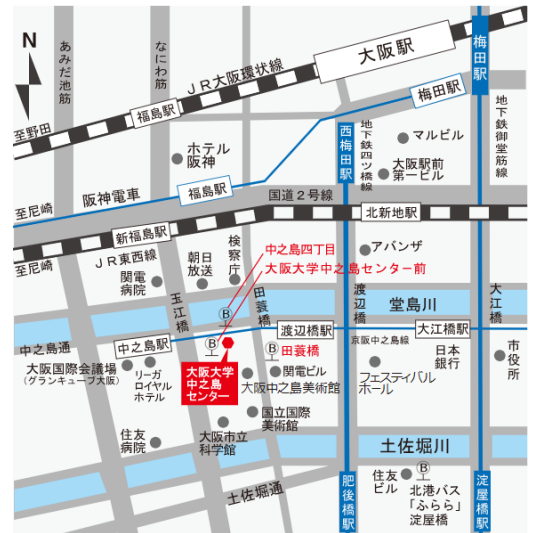 N
あみだ池筋
なにわ筋
JR大阪環状線
大阪駅
梅田駅
福島駅
梅田駅
至野田
ホテル
阪神
西梅田駅
地下鉄四ツ橋線
マルビル
大阪駅前
第一ビル
地下鉄御堂筋線
阪神電車
福島駅
国道2号線
至尼崎
北新地駅
新福島駅
至尼崎
JR東西線
関電
病院
朝日
放送
検察庁
中之島四丁目
大阪大学中之島センター前
アバンザ
玉江橋
田蓑橋
渡辺橋
堂島川
大江橋
B
中之島通
中之島駅
渡辺橋駅
大江橋駅
京阪中之島線
B
B
田蓑橋
日本
銀行
市役所
大阪国際会議場
(グランキューブ大阪)
リーガ
ロイヤル
ホテル
大阪大学
中之島
センター
関電ビル
大阪中之島美術館
フェスティバル
ホール
国立国際
美術館
大阪市立
科学館
住友
病院
土佐堀川
土佐堀通
肥後橋駅
住友
ビル
B
北港バス
「ふらら」
淀屋橋
淀屋橋駅